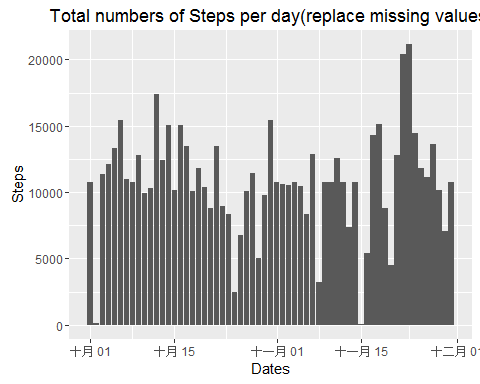 Total numbers of Steps per day(replace missing values
20000
15000
10000
5000
0
Steps
十月 01
十月 15
十一月 01
十一月 15
十二月 01
Dates